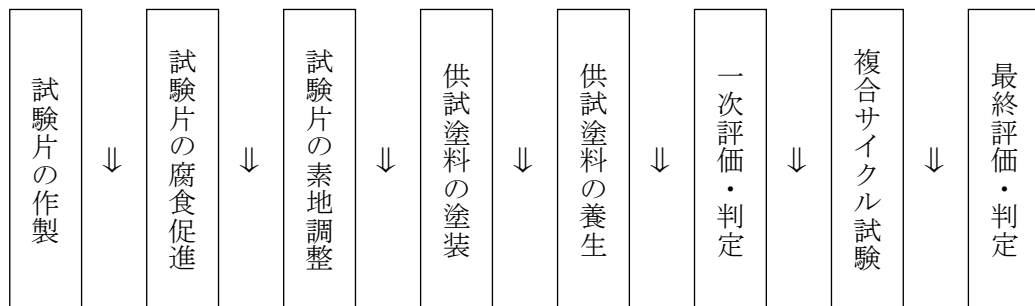 試験片の作製
⇓
試験片の腐食促進
⇓
試験片の素地調整
⇓
供試塗料の塗装
⇓
供試塗料の養生
⇓
一次評価・判定
⇓
複合サイクル試験
⇓
最終評価・判定